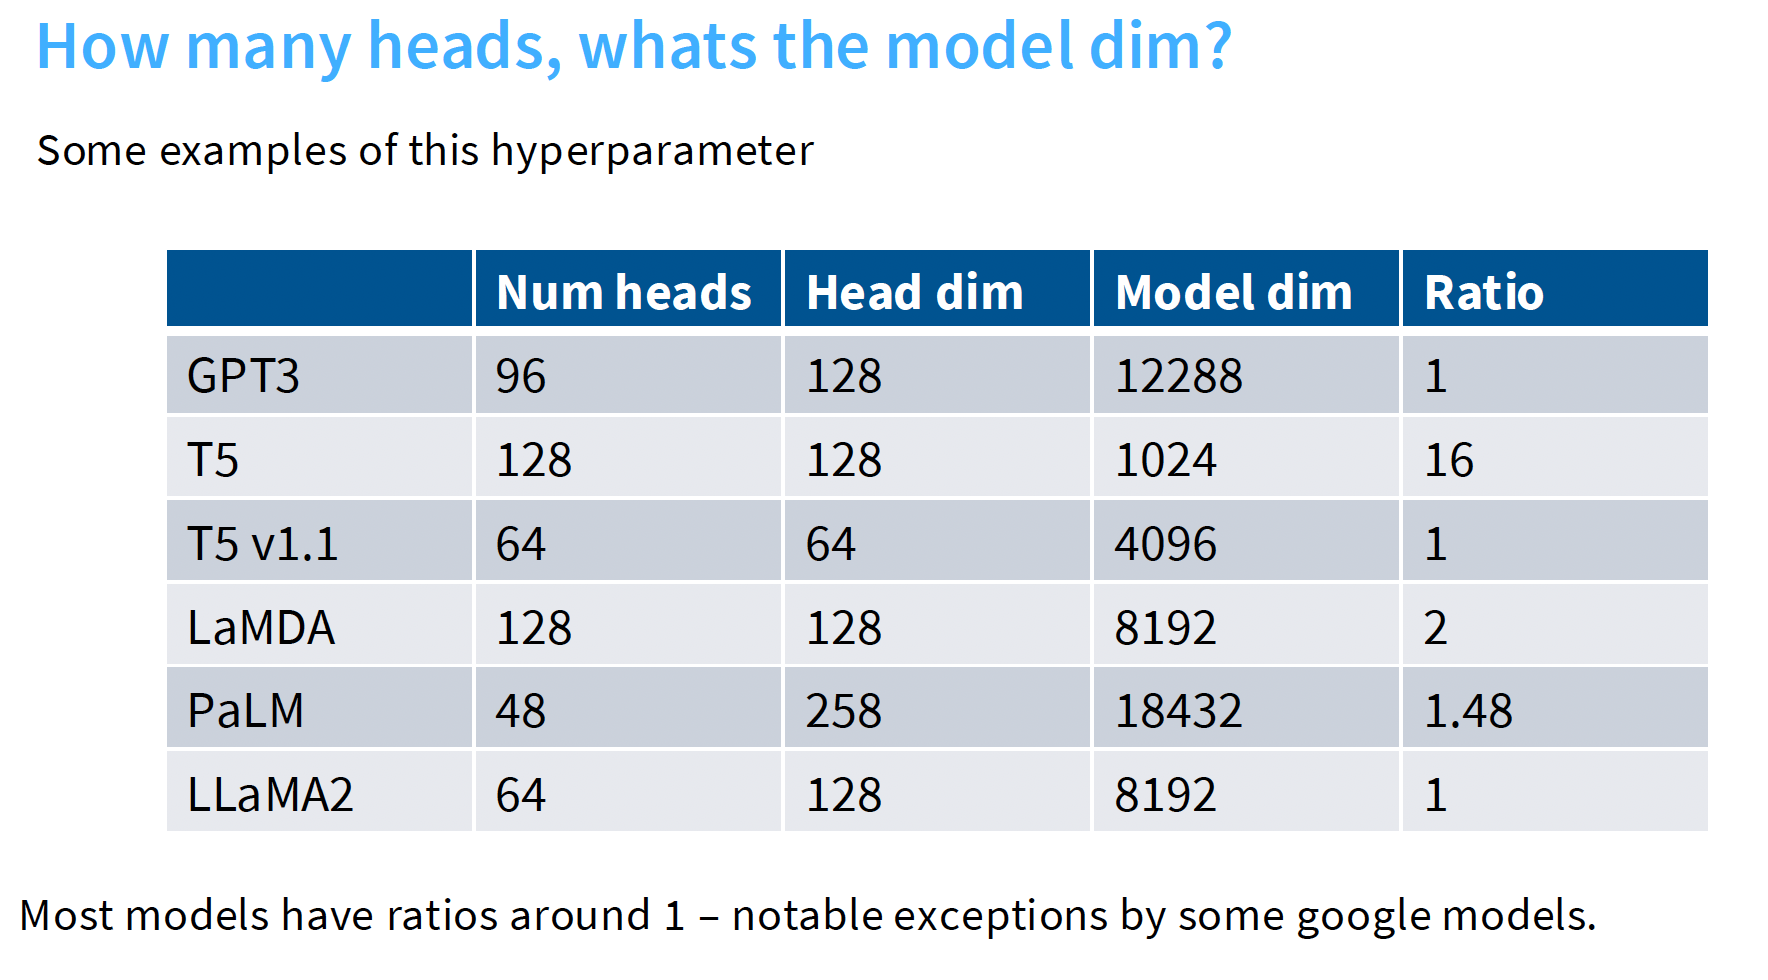 How many heads, whats the model dim?
Some examples of this hyperparameter
Num heads Head dim Model dim Ratio
GPT3 96 128 12288 1
T5 128 128 1024 16
T5 v1.1 64 64 4096 1
LaMDA 128 128 8192 2
PaLM 48 258 18432 1.48
LLaMA2 64 128 8192 1
Most models have ratios around 1 – notable exceptions by some google models.